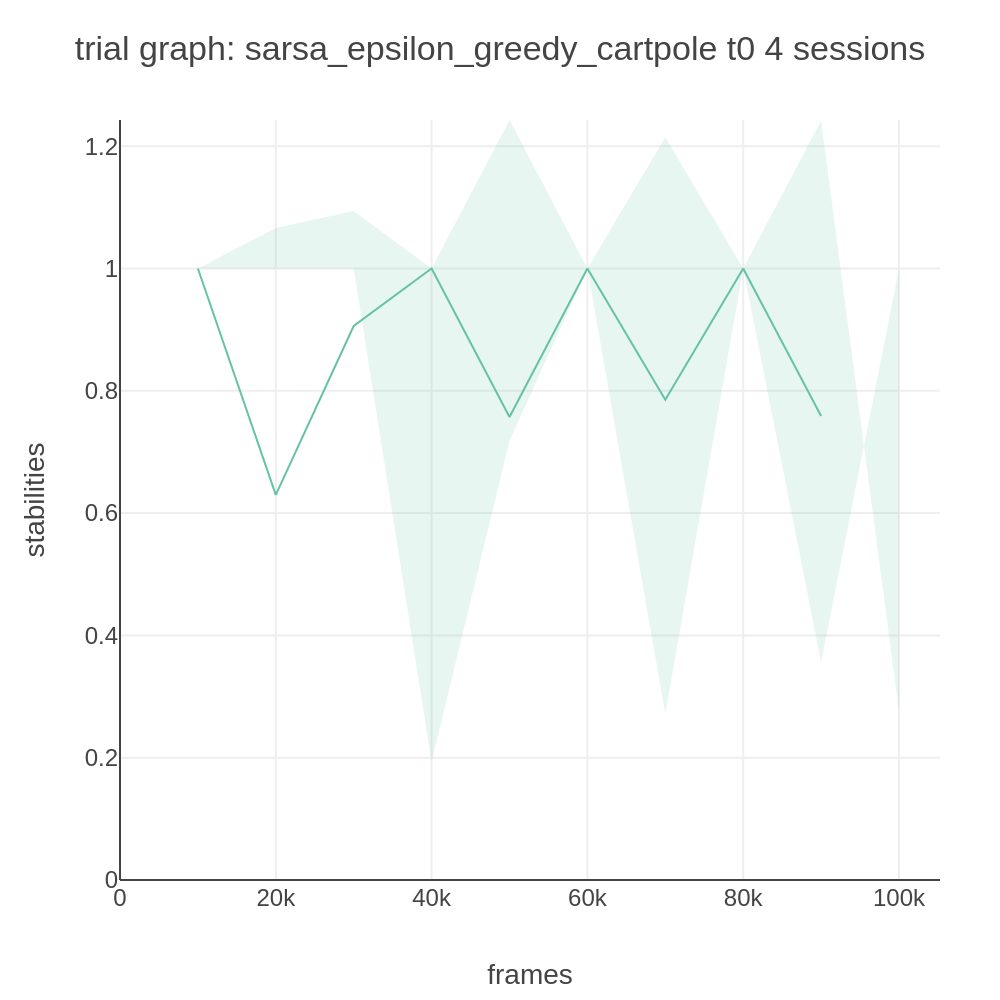 trial graph: sarsa_epsilon_greedy_cartpole t0 4 sessions
1.2
1
0.8
0.6
0.4
0.2
0
0
20k
40k
60k
80k
100k
stabilities
frames